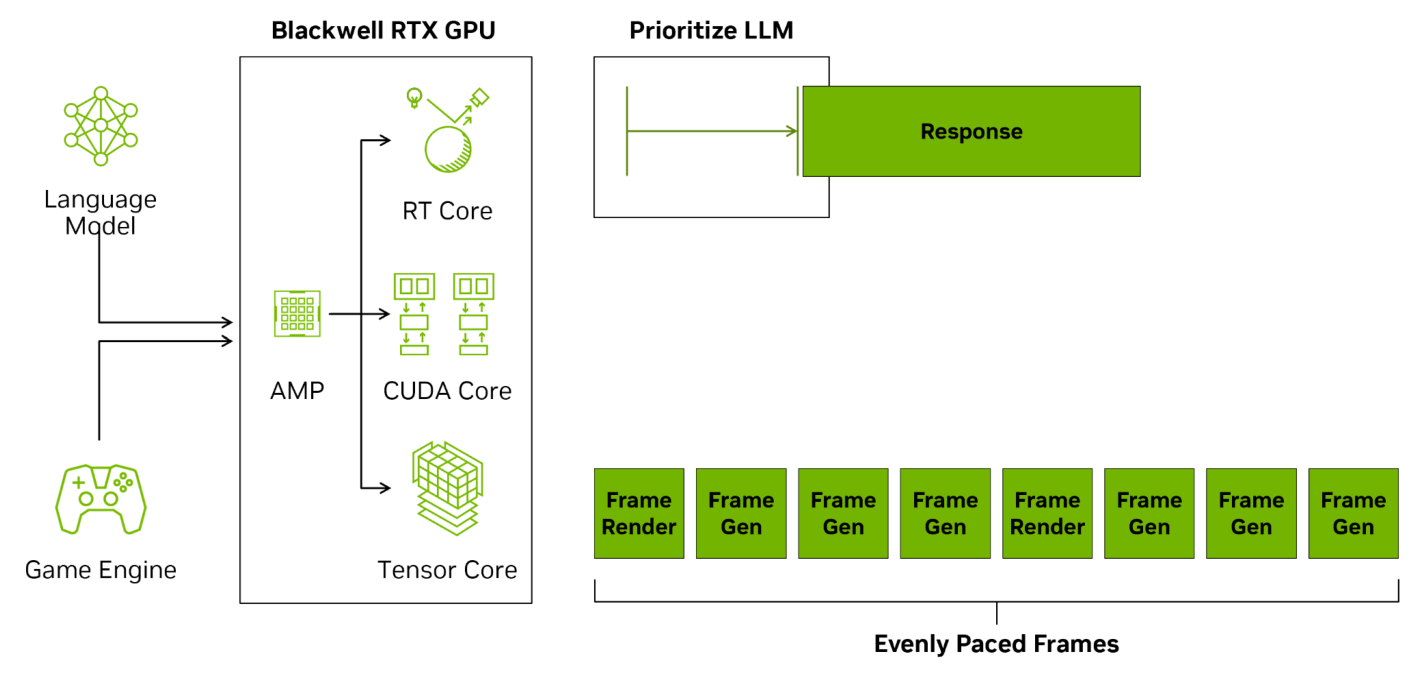 Blackwell RTX GPU
Prioritize LLM
Language
Model
RT Core
Response
AMP
CUDA Core
Game Engine
Tensor Core
Frame
Render
Frame
Gen
Frame
Gen
Frame
Gen
Frame
Render
Frame
Gen
Frame
Gen
Frame
Gen
Evenly Paced Frames